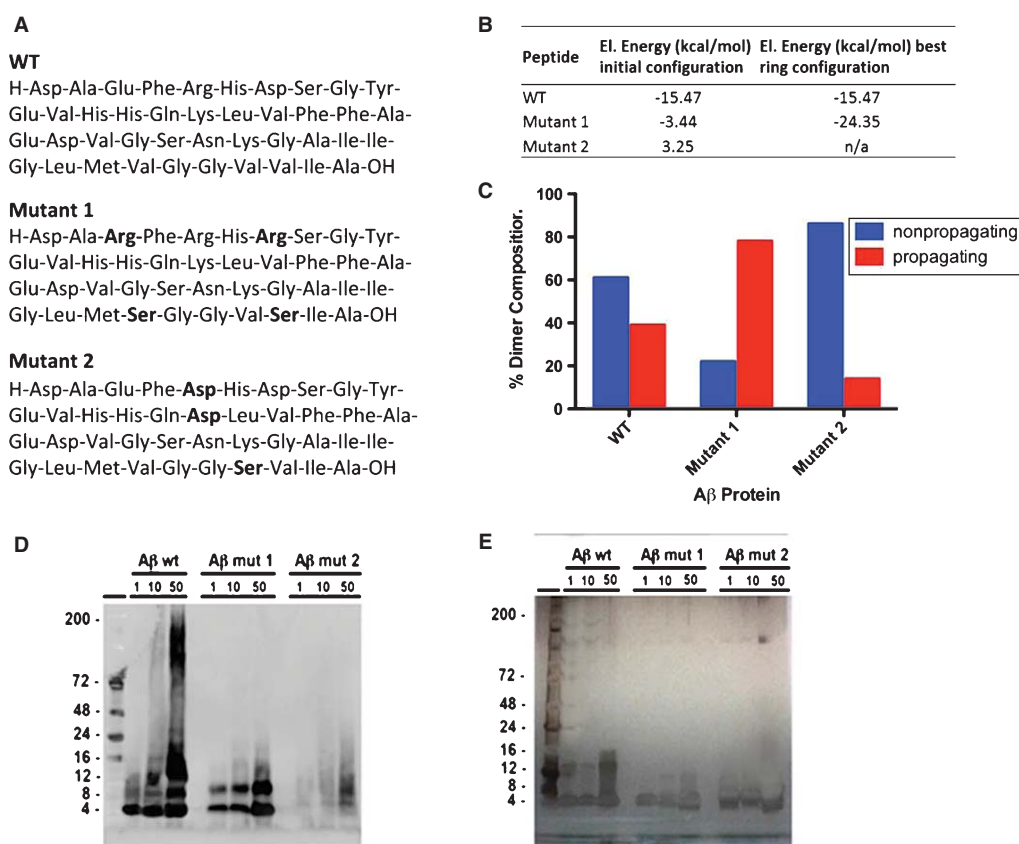 A
WT
H-Asp-Ala-Glu-Phe-Arg-His-Asp-Ser-Gly-Tyr-
Glu-Val-His-His-Gln-Lys-Leu-Val-Phe-Phe-Ala-
Glu-Asp-Val-Gly-Ser-Asn-Lys-Gly-Ala-Ile-Ile-
Gly-Leu-Met-Val-Gly-Gly-Val-Val-Ile-Ala-OH
Mutant 1
H-Asp-Ala-Arg-Phe-Arg-His-Arg-Ser-Gly-Tyr-
Glu-Val-His-His-Gln-Lys-Leu-Val-Phe-Phe-Ala-
Glu-Asp-Val-Gly-Ser-Asn-Lys-Gly-Ala-Ile-Ile-
Gly-Leu-Met-Ser-Gly-Gly-Val-Ser-Ile-Ala-OH
Mutant 2
H-Asp-Ala-Glu-Phe-Asp-His-Asp-Ser-Gly-Tyr-
Glu-Val-His-His-Gln-Asp-Leu-Val-Phe-Phe-Ala-
Glu-Asp-Val-Gly-Ser-Asn-Lys-Gly-Ala-Ile-Ile-
Gly-Leu-Met-Val-Gly-Gly-Ser-Val-Ile-Ala-OH
B
Peptide
El. Energy (kcal/mol) initial configuration
El. Energy (kcal/mol) best ring configuration
WT -15.47 -15.47
Mutant 1 -3.44 -24.35
Mutant 2 3.25 n/a
C
% Dimer Composition.
100
80
60
40
20
0
nonpropagating
propagating
WT
Mutant 1
Mutant 2
Aβ Protein
D
Aβ wt Aβ mut 1 Aβ mut 2
1 10 50 1 10 50 1 10 50
200 -
72 -
48 -
24 -
16 -
12 -
8 -
4 -
E
Aβ wt Aβ mut 1 Aβ mut 2
1 10 50 1 10 50 1 10 50
200 -
72 -
48 -
24 -
16 -
12 -
8 -
4 -